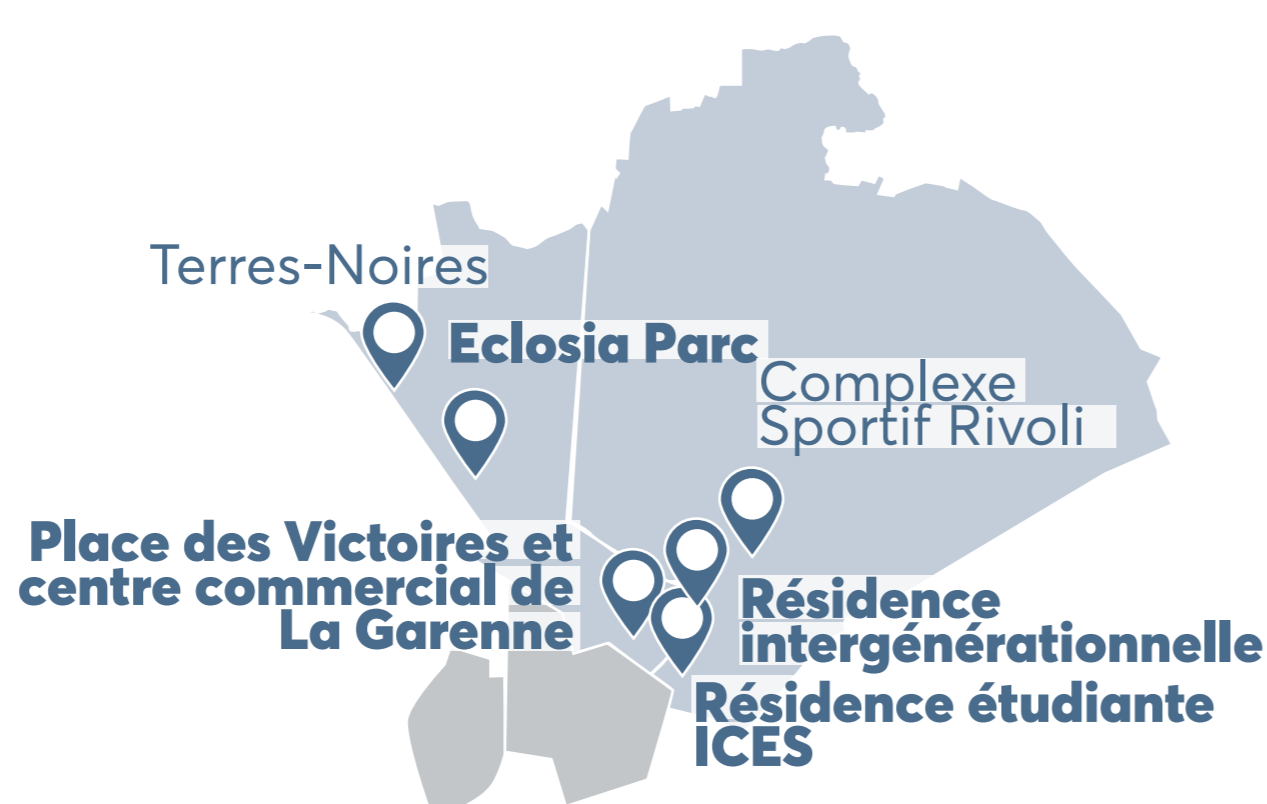 Terres-Noires
Eclosia Parc
Complexe
Sportif Rivoli
Place des Victoires et
centre commercial de
La Garenne
Résidence
intergénérationnelle
Résidence étudiante
ICES